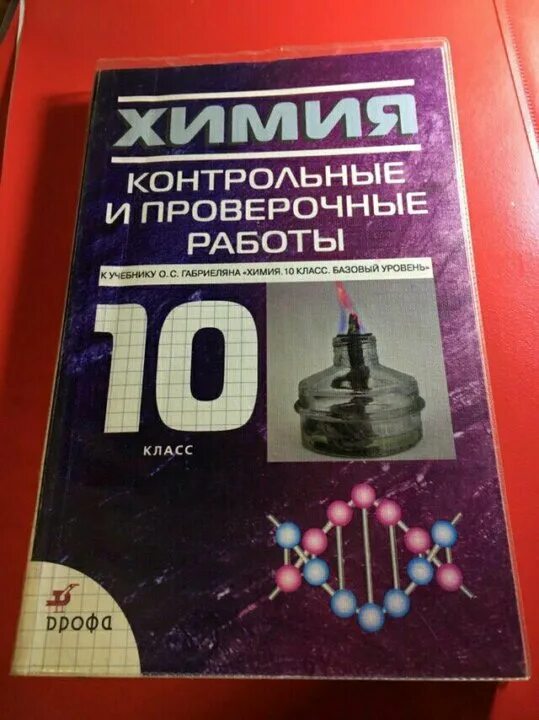 ХИМИЯ
КОНТРОЛЬНЫЕ
И ПРОВЕРОЧНЫЕ
РАБОТЫ
К УЧЕБНИКУ О. С. ГАБРИЕЛЯНА «ХИМИЯ. 10 КЛАСС. БАЗОВЫЙ УРОВЕНЬ»
10
КЛАСС
дрофа